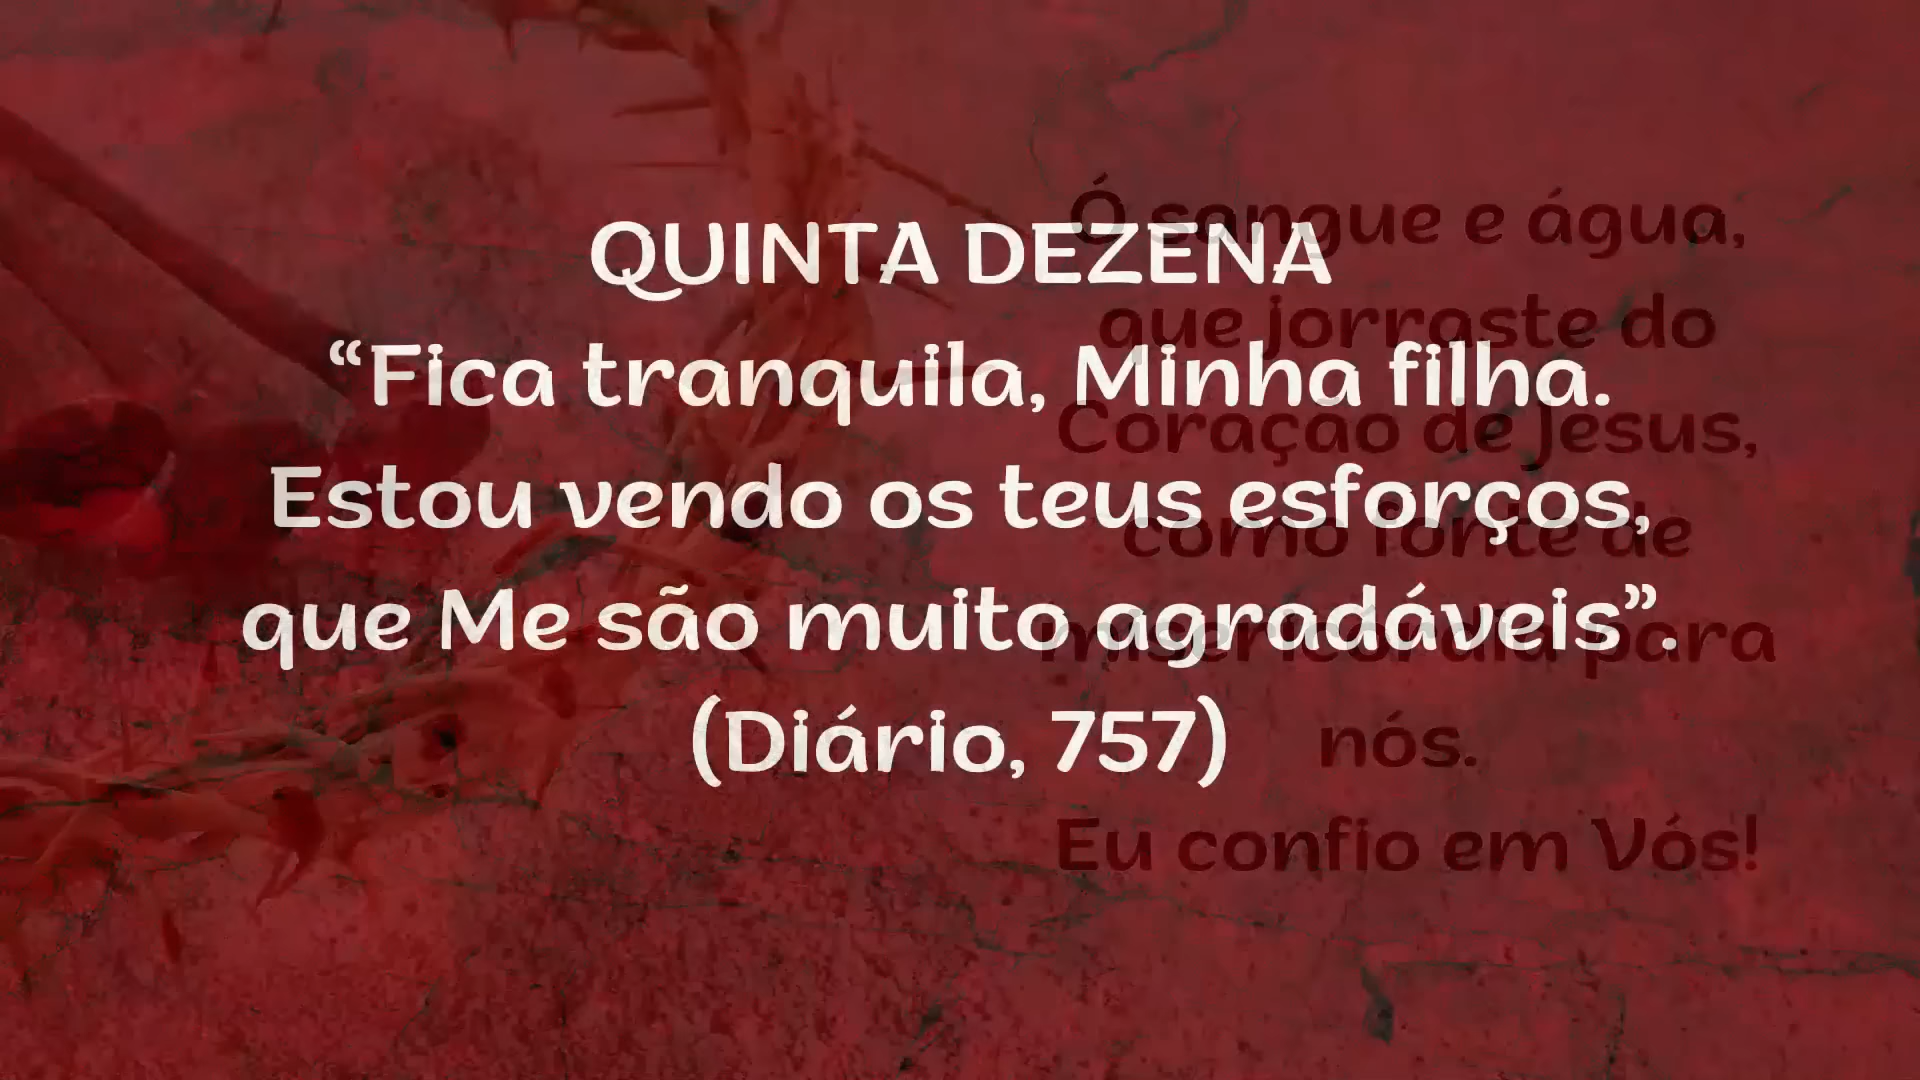 QUINTA DEZENA
“Fica tranquila, Minha filha.
Estou vendo os teus esforços,
que Me são muito agradáveis”.
(Diário, 757)
Ó sangue e água,
que jorraste do
Coração de Jesus,
como fonte de
misericórdia para
nós.
Eu confio em Vós!